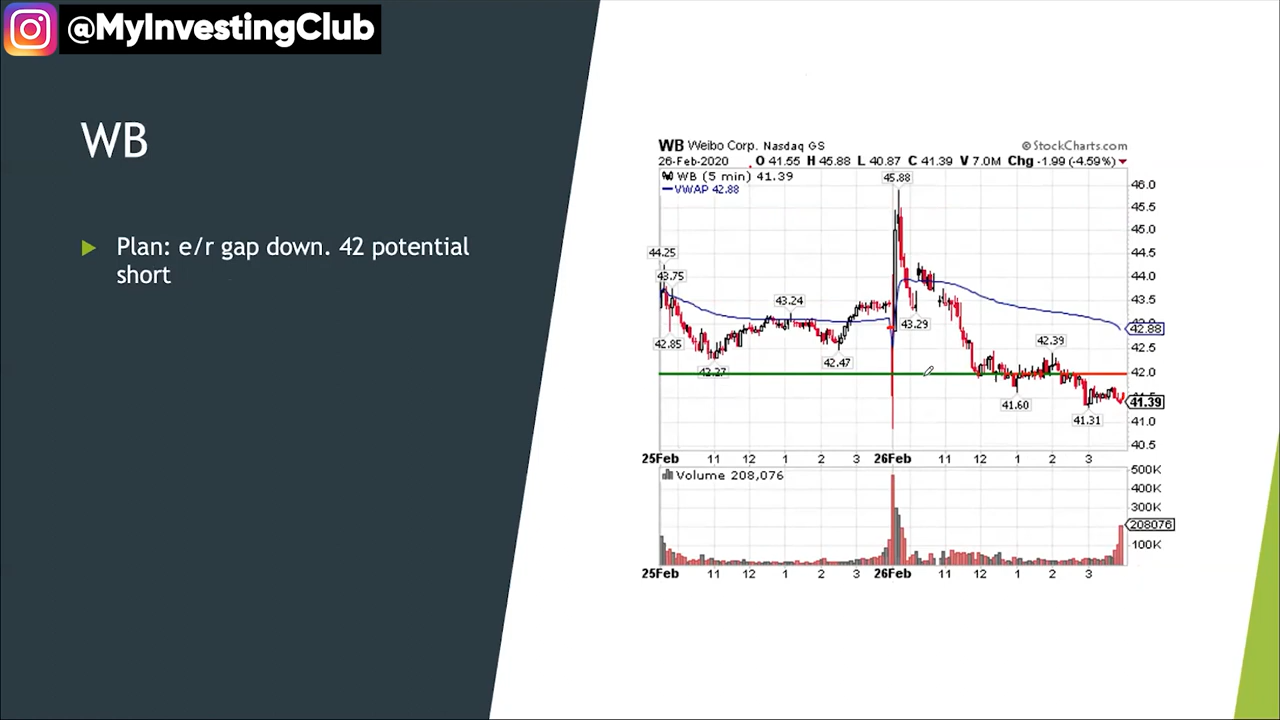 @MyInvestingClub
WB
Plan: e/r gap down. 42 potential
short
WB Weibo Corp. Nasdaq GS
© StockCharts.com
26-Feb-2020 O 41.55 H 45.88 L 40.87 C 41.39 V 7.0M Chg -1.99 (-4.59%)
WB (5 min) 41.39
VWAP 42.88
45.88
44.25
43.75
42.85
42.27
43.24
42.47
43.29
41.60
42.39
41.31
46.0
45.5
45.0
44.5
44.0
43.5
42.88
42.5
42.0
41.39
41.0
40.5
25Feb 11 12 1 2 3 26Feb 11 12 1 2 3
Volume 208,076
500K
400K
300K
208076
100K
25Feb 11 12 1 2 3 26Feb 11 12 1 2 3